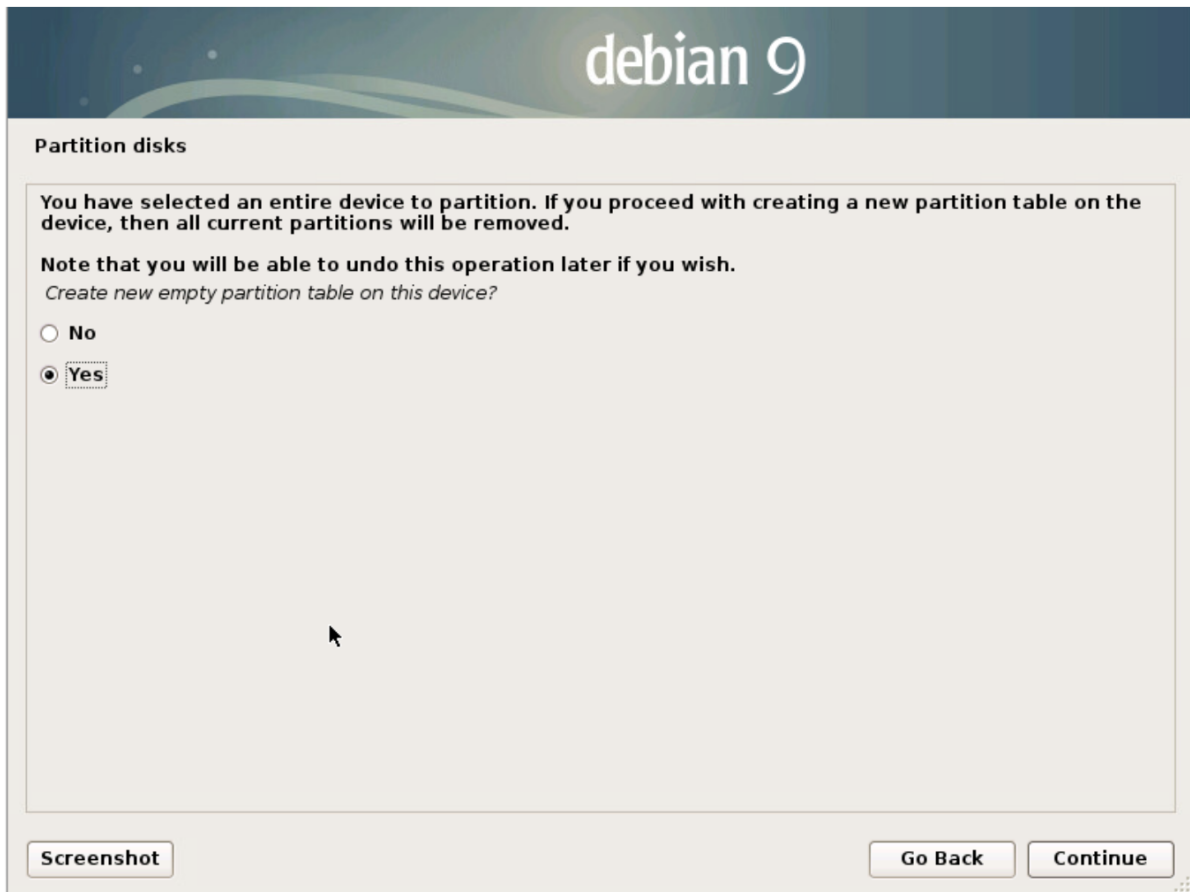 debian 9
Partition disks
You have selected an entire device to partition. If you proceed with creating a new partition table on the
device, then all current partitions will be removed.
Note that you will be able to undo this operation later if you wish.
Create new empty partition table on this device?
No
Yes
Screenshot
Go Back
Continue